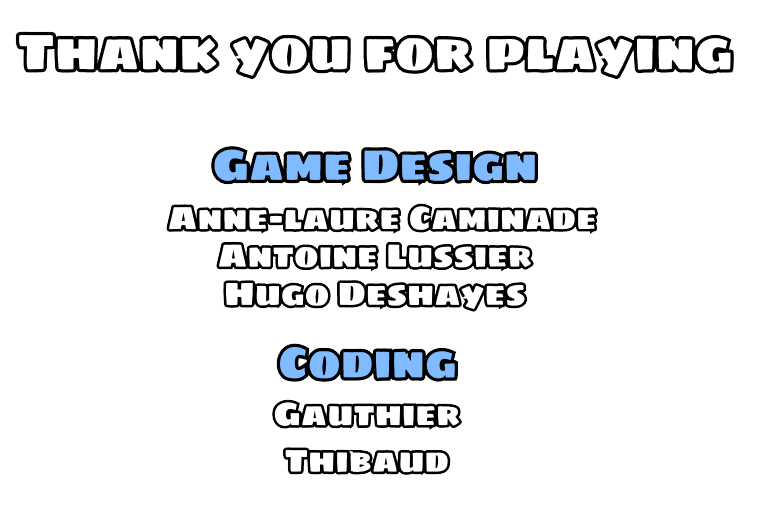 Thank you for playing
Game Design
Anne-laure Caminade
Antoine Lussier
Hugo Deshayes
Coding
Gauthier
Thibaud